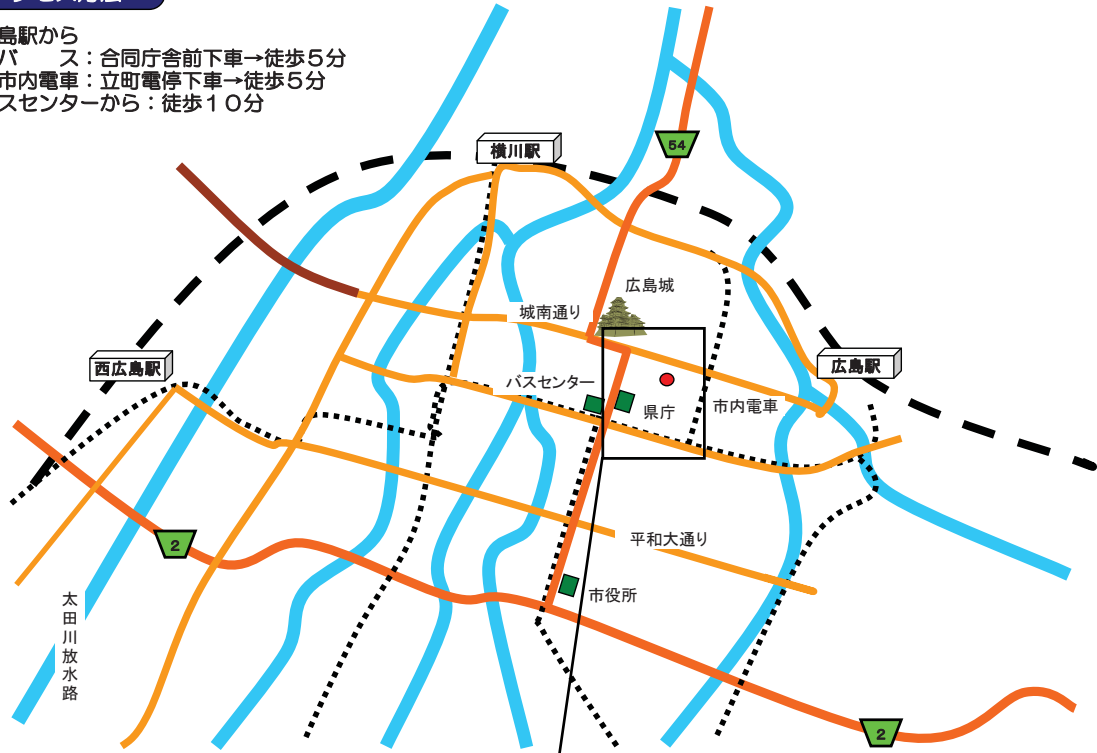 島駅から
バ　　ス：合同庁舎前下車→徒歩５分
市内電車：立町電停下車→徒歩５分
スセンターから：徒歩１０分
横川駅
54
広島城
城南通り
西広島駅
広島駅
バスセンター
県庁
市内電車
2
平和大通り
市役所
太田川放水路
2